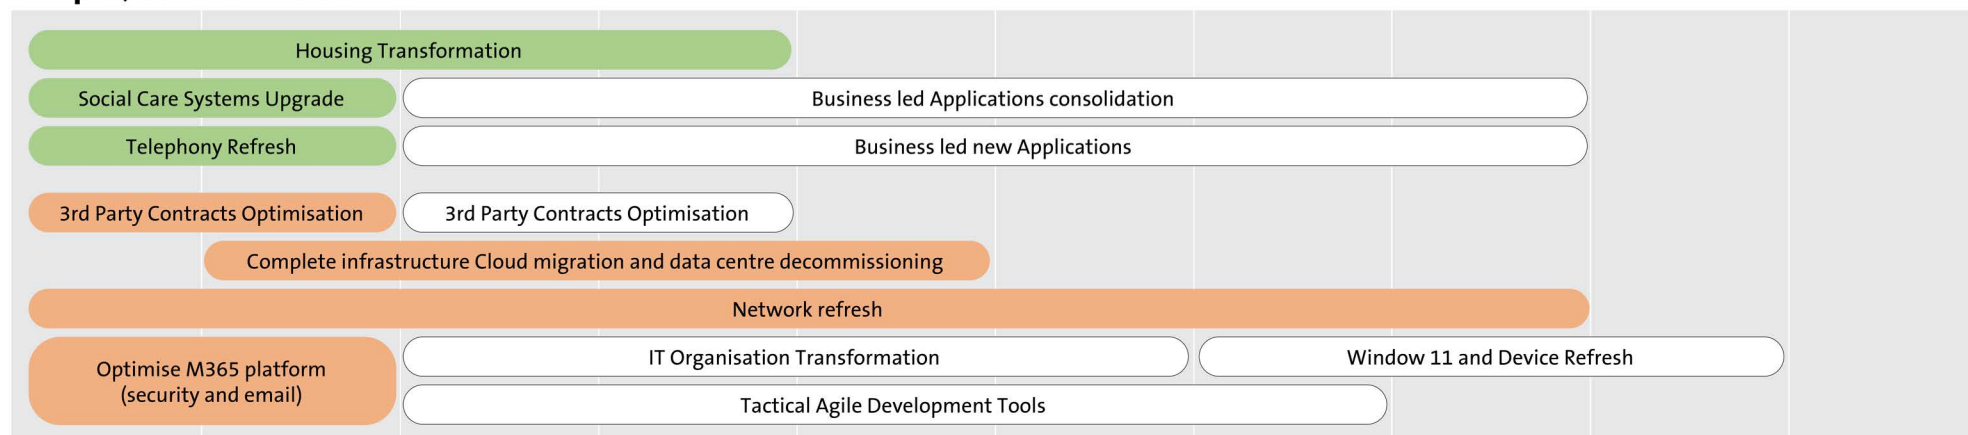 Housing Transformation
Social Care Systems Upgrade
Business led Applications consolidation
Telephony Refresh
Business led new Applications
3rd Party Contracts Optimisation
3rd Party Contracts Optimisation
Complete infrastructure Cloud migration and data centre decommissioning
Network refresh
Optimise M365 platform
(security and email)
IT Organisation Transformation
Window 11 and Device Refresh
Tactical Agile Development Tools